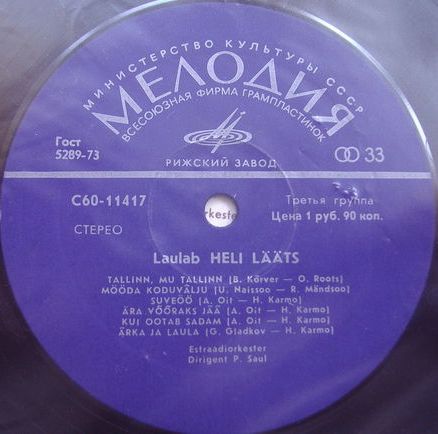 МИНИСТЕРСТВО КУЛЬТУРЫ СССР
МЕЛОДИЯ
ВСЕСОЮЗНАЯ ФИРМА ГРАМПЛАСТИНОК
Гост
5289-73
РИЖСКИЙ ЗАВОД
33
С60-11417
rkeste
Третья группа
Цена 1 руб. 90 коп.
СТЕРЕО
Laulab HELI LÄÄTS
TALLINN, MU TALLINN (B. Kõrver — O. Roots)
MÖÖDA KODUVÄLJU (U. Naissoo — R. Mändsoo)
SUVEÖÖ (A. Oit — H. Karmo)
ÄRA VÕÕRAKS JÄÄ (A. Oit — H. Karmo)
KUI OOTAB SADAM (A. Oit — H. Karmo)
ÄRKA JA LAULA (G. Gladkov — H. Karmo)
Estraadiorkester
Dirigent P. Saul